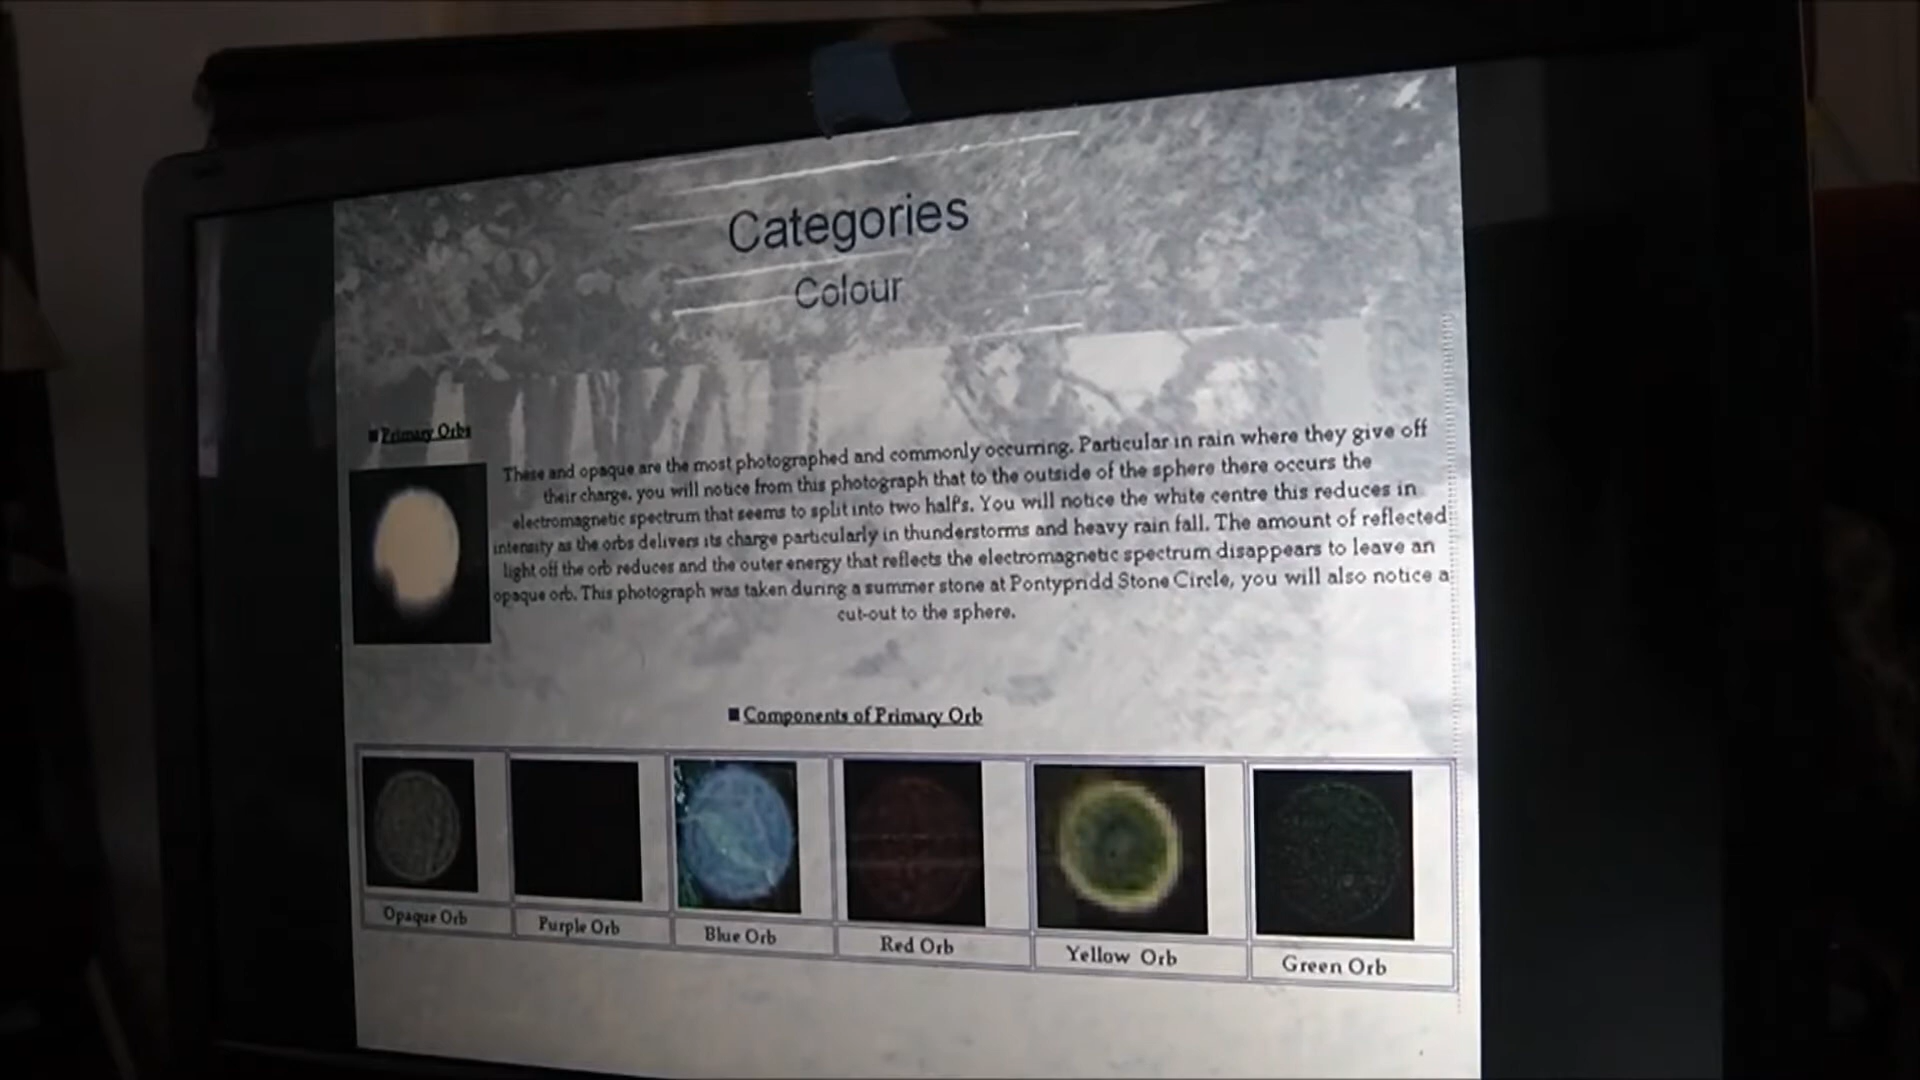 Categories
Colour
Primary Orbs
These and opaque are the most photographed and commonly occurring. Particular in rain where they give off
their charge, you will notice from this photograph that to the outside of the sphere there occurs the
electromagnetic spectrum that seems to split into two half's. You will notice the white centre this reduces in
intensity as the orbs delivers its charge particularly in thunderstorms and heavy rain fall. The amount of reflected
light off the orb reduces and the outer energy that reflects the electromagnetic spectrum disappears to leave an
opaque orb. This photograph was taken during a summer stone at Pontypridd Stone Circle, you will also notice a
cut-out to the sphere.
Components of Primary Orb
Opaque Orb
Purple Orb
Blue Orb
Red Orb
Yellow Orb
Green Orb